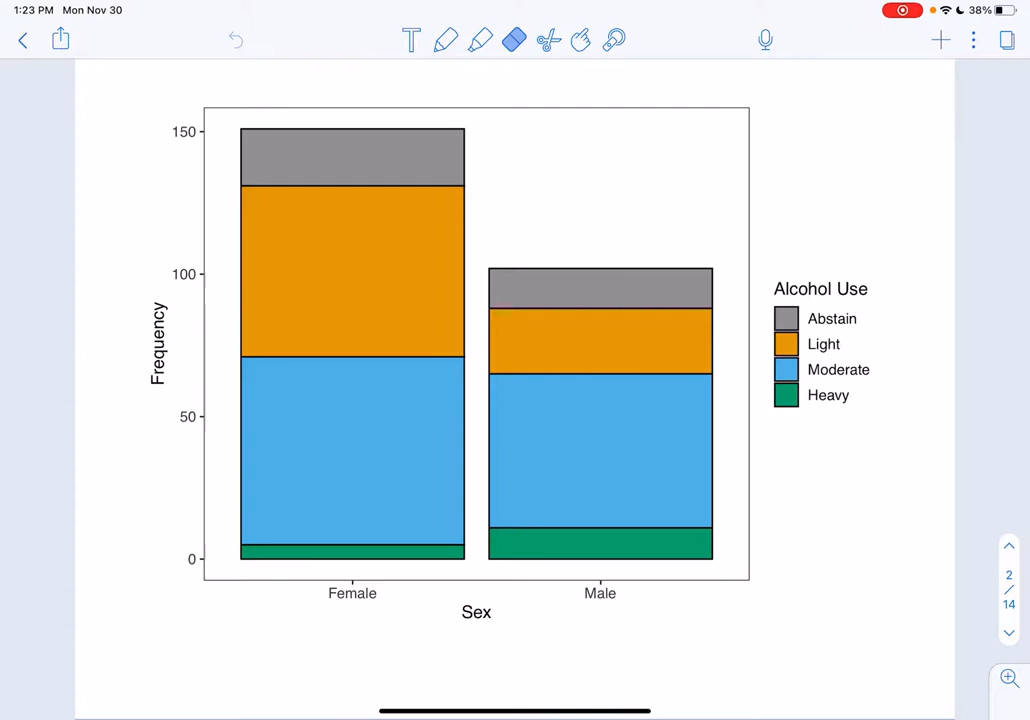 1:23 PM Mon Nov 30
38%
T
150
100
50
0
Frequency
Female
Male
Sex
Alcohol Use
Abstain
Light
Moderate
Heavy
2
/
14